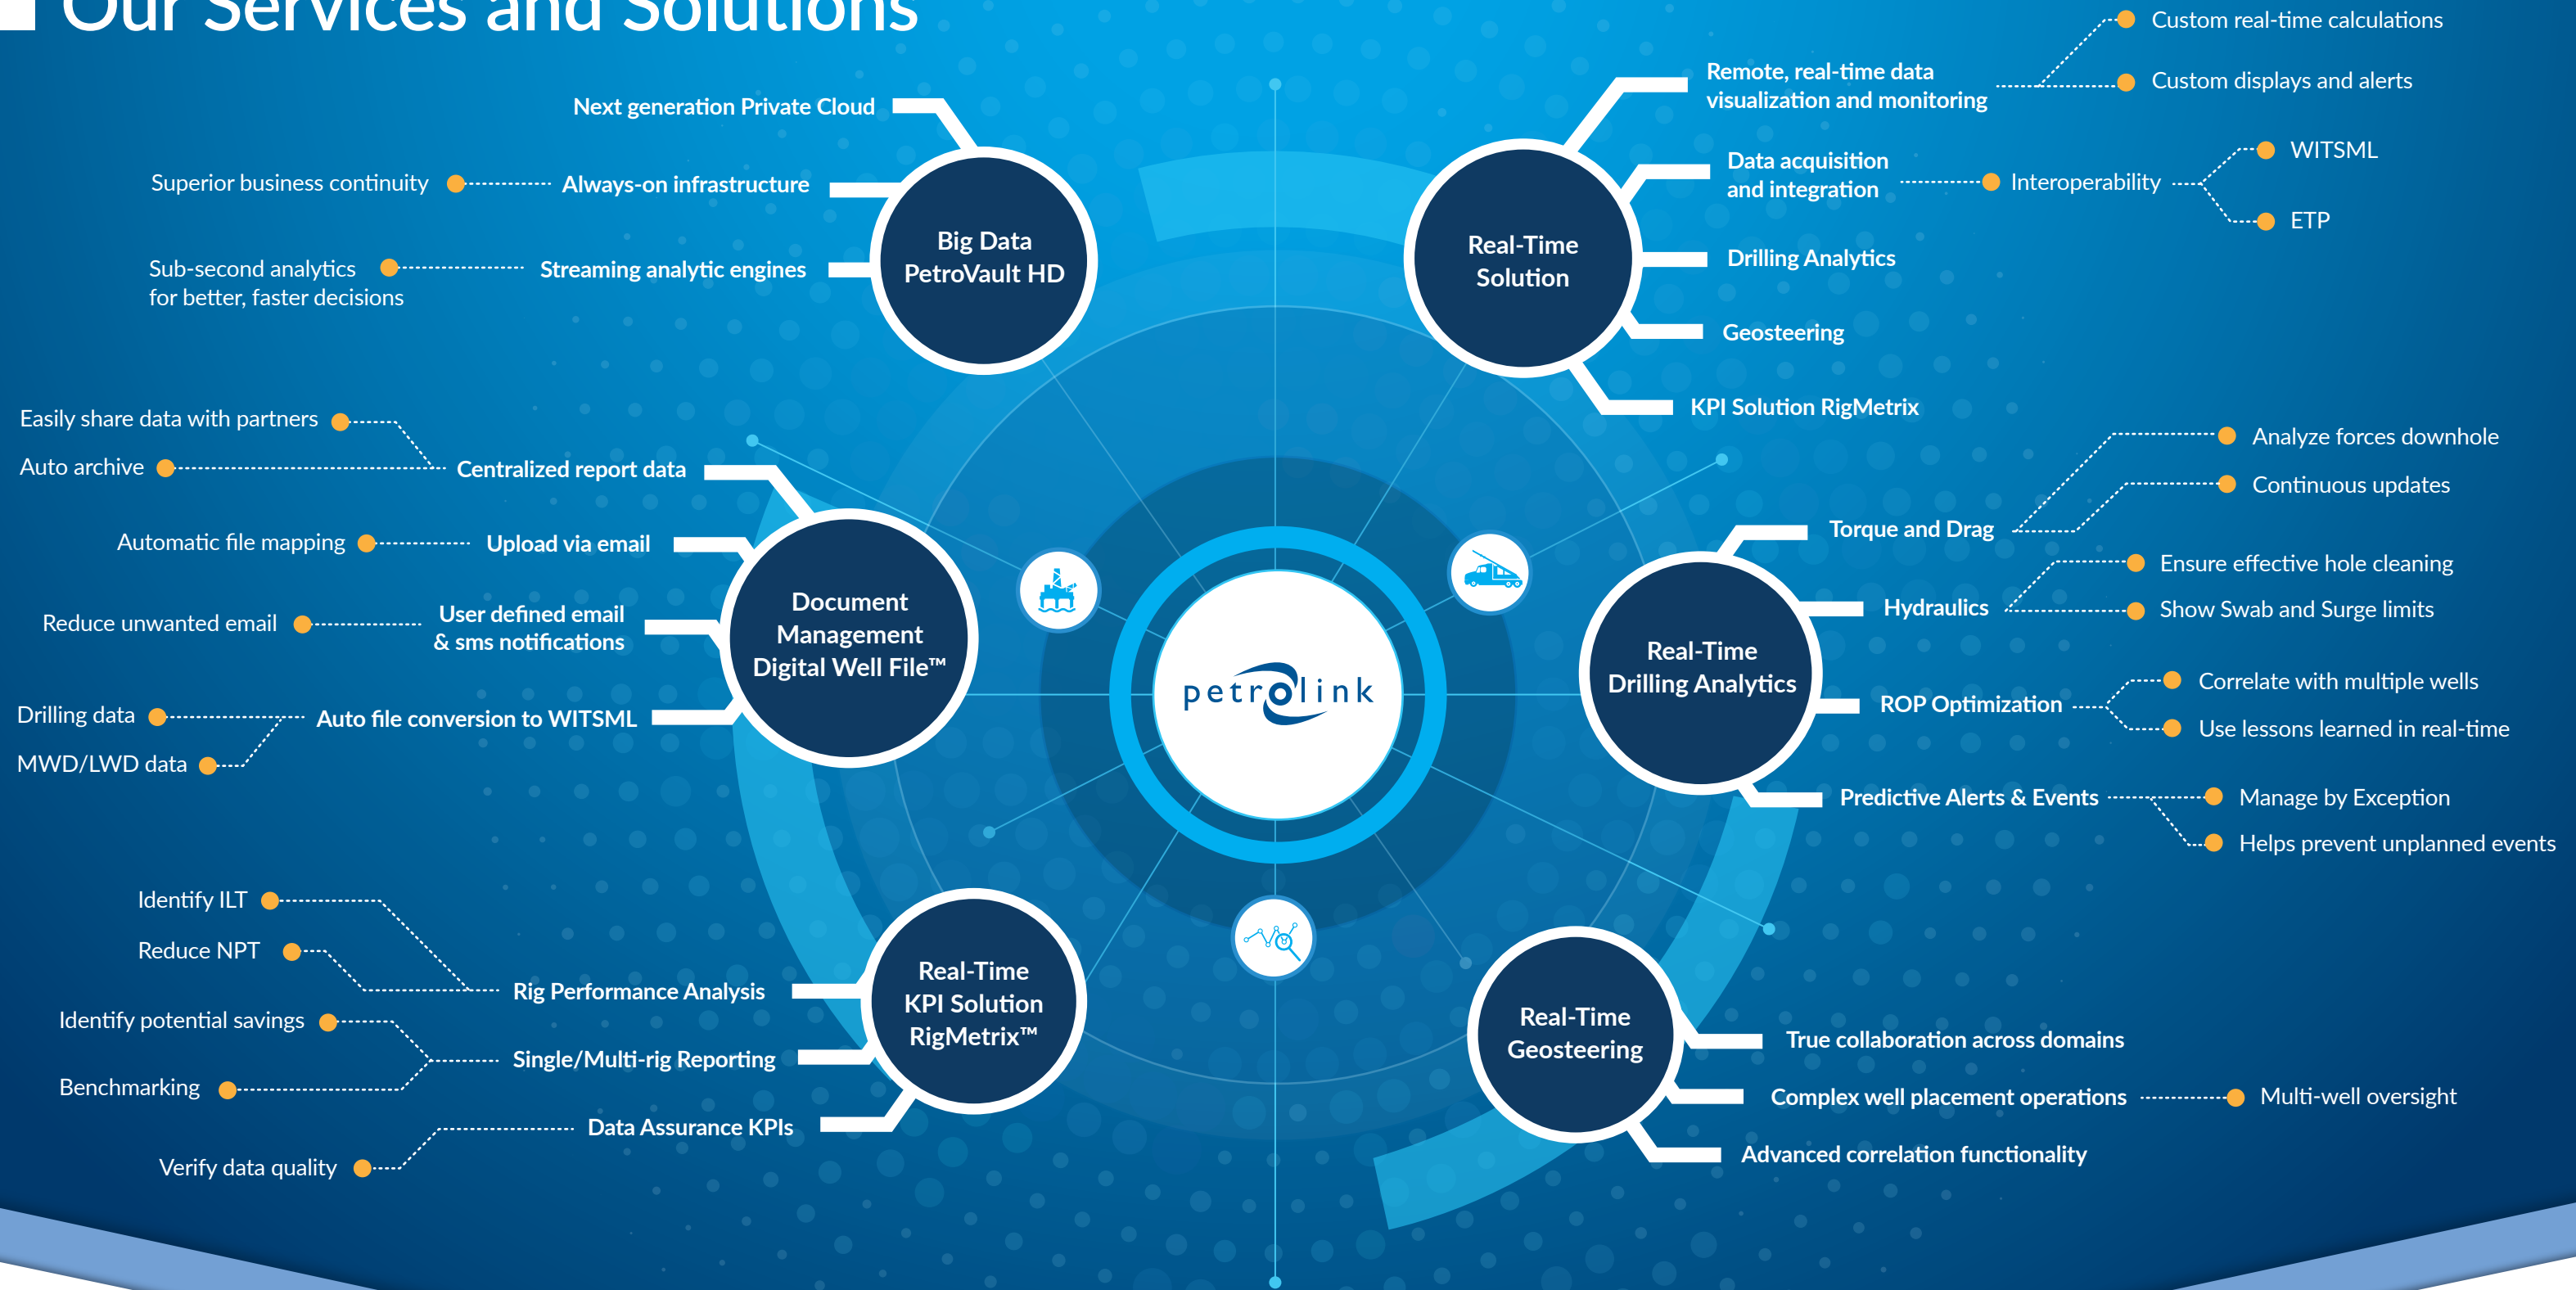 Our Services and Solutions
Next generation Private Cloud
Always-on infrastructure
Superior business continuity
Streaming analytic engines
Sub-second analytics
for better, faster decisions
Big Data
PetroVault HD
Real-Time
Solution
Remote, real-time data
visualization and monitoring
Custom real-time calculations
Custom displays and alerts
Data acquisition
and integration
Interoperability
WITSML
ETP
Drilling Analytics
Geosteering
KPI Solution RigMetrix
Easily share data with partners
Auto archive
Centralized report data
Automatic file mapping
Upload via email
Reduce unwanted email
User defined email
& sms notifications
Drilling data
MWD/LWD data
Auto file conversion to WITSML
Document
Management
Digital Well File™
petrolink
Real-Time
Drilling Analytics
Torque and Drag
Analyze forces downhole
Continuous updates
Hydraulics
Ensure effective hole cleaning
Show Swab and Surge limits
ROP Optimization
Correlate with multiple wells
Use lessons learned in real-time
Predictive Alerts & Events
Manage by Exception
Helps prevent unplanned events
Identify ILT
Reduce NPT
Rig Performance Analysis
Identify potential savings
Benchmarking
Single/Multi-rig Reporting
Verify data quality
Data Assurance KPIs
Real-Time
KPI Solution
RigMetrix™
Real-Time
Geosteering
True collaboration across domains
Complex well placement operations
Multi-well oversight
Advanced correlation functionality